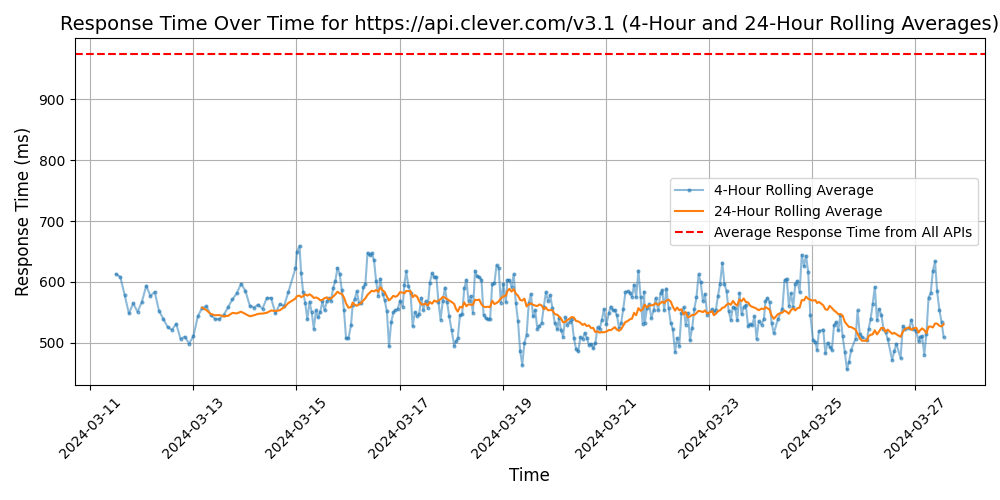 Response Time Over Time for https://api.clever.com/v3.1 (4-Hour and 24-Hour Rolling Averages)
Response Time (ms)
900
800
700
600
500
4-Hour Rolling Average
24-Hour Rolling Average
Average Response Time from All APIs
2024-03-11
2024-03-13
2024-03-15
2024-03-17
2024-03-19
2024-03-21
2024-03-23
2024-03-25
2024-03-27
Time